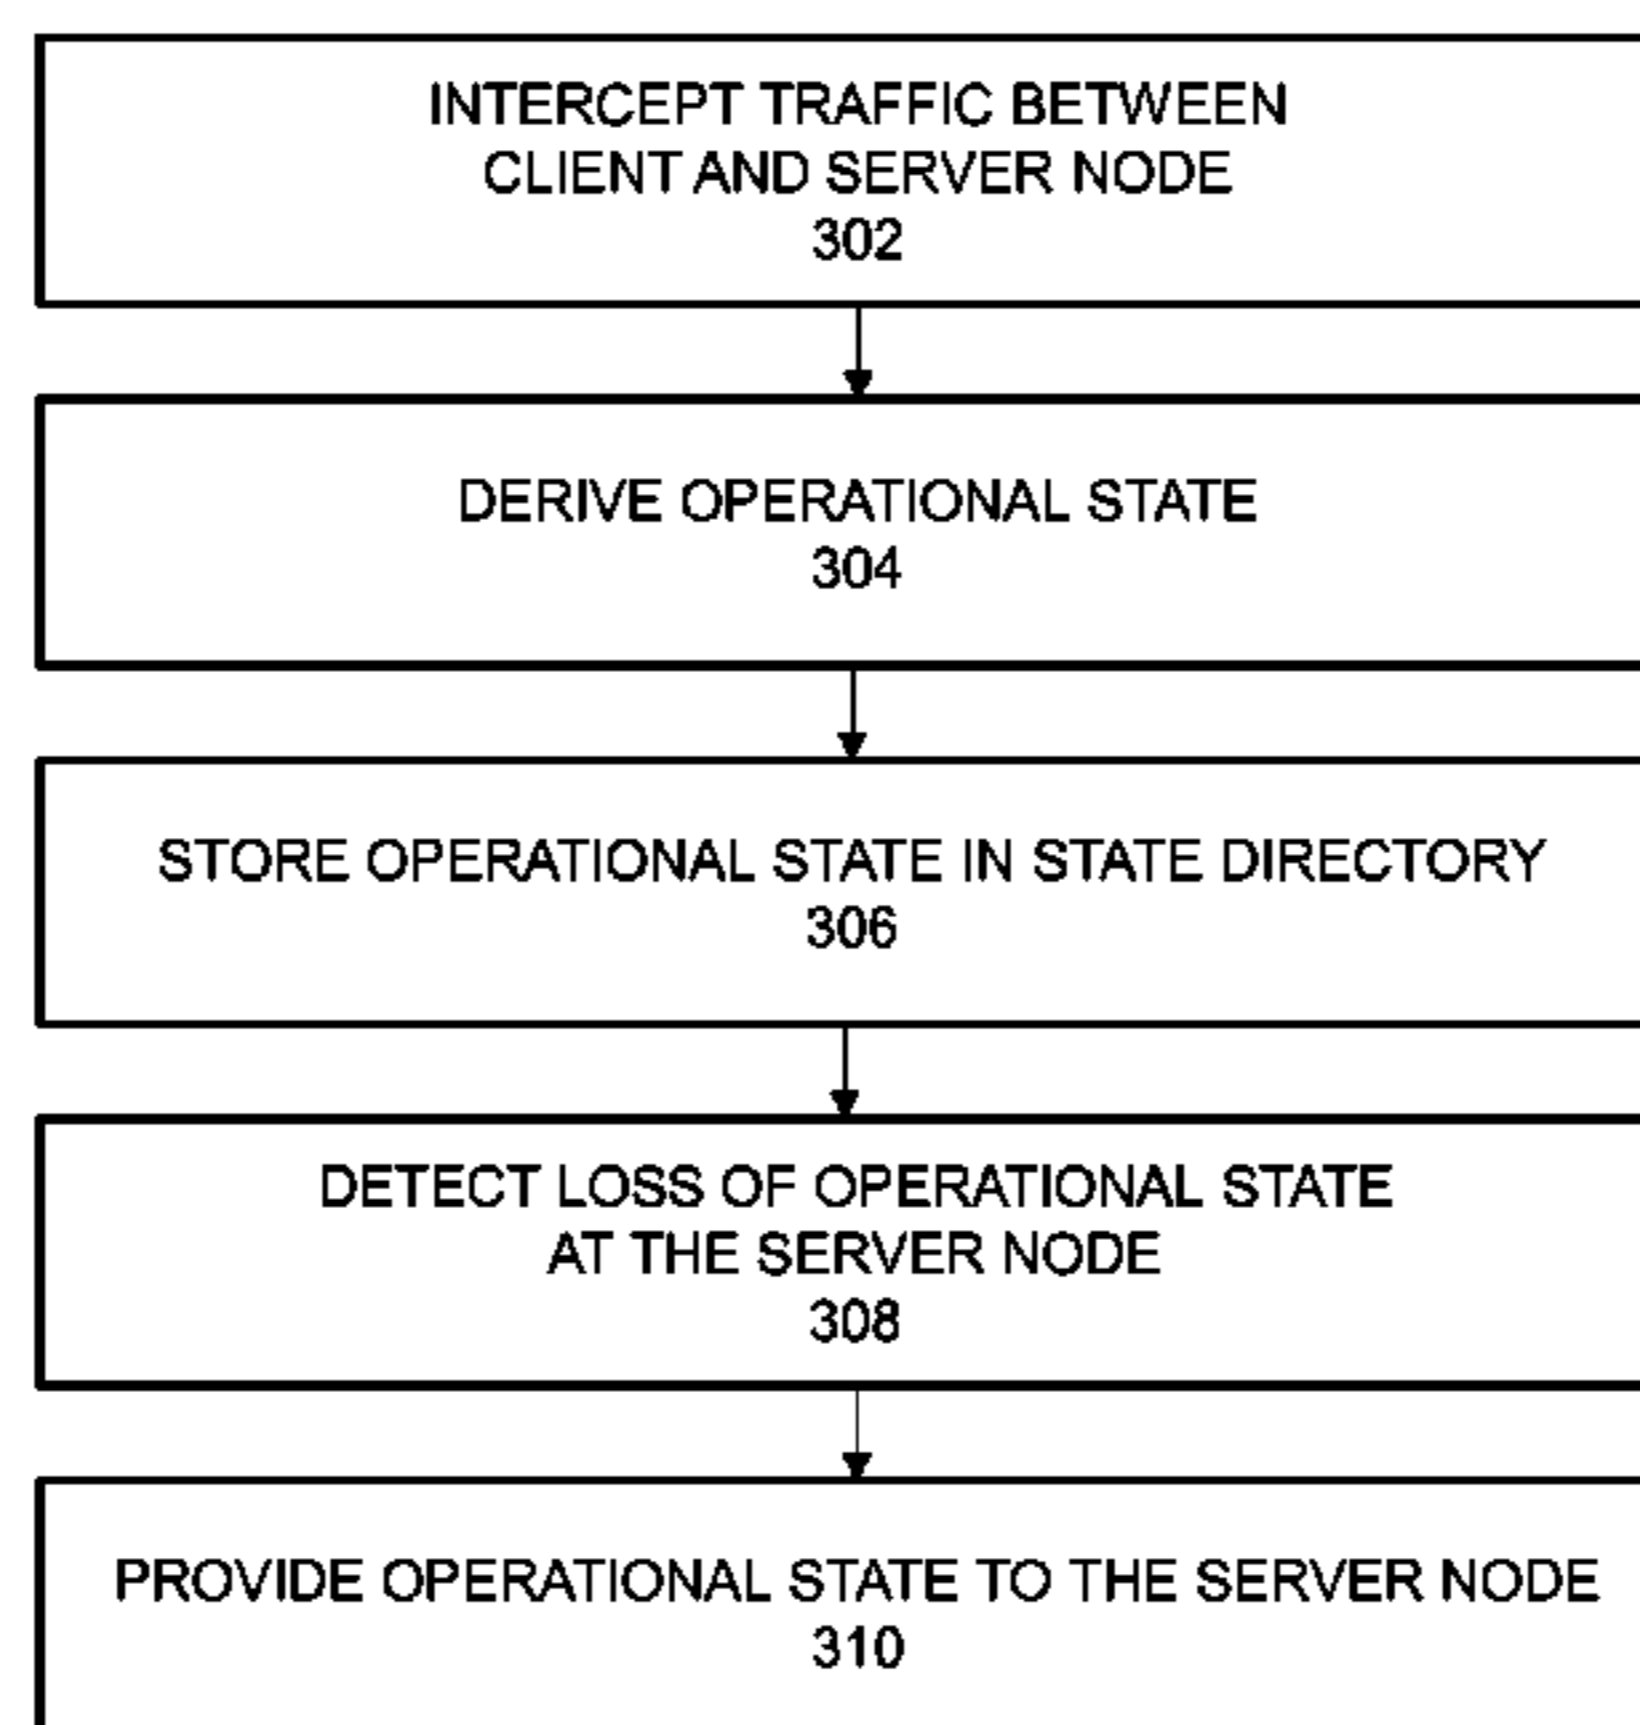 INTERCEPT TRAFFIC BETWEEN
CLIENT AND SERVER NODE
302
DERIVE OPERATIONAL STATE
304
STORE OPERATIONAL STATE IN STATE DIRECTORY
306
DETECT LOSS OF OPERATIONAL STATE
AT THE SERVER NODE
308
PROVIDE OPERATIONAL STATE TO THE SERVER NODE
310